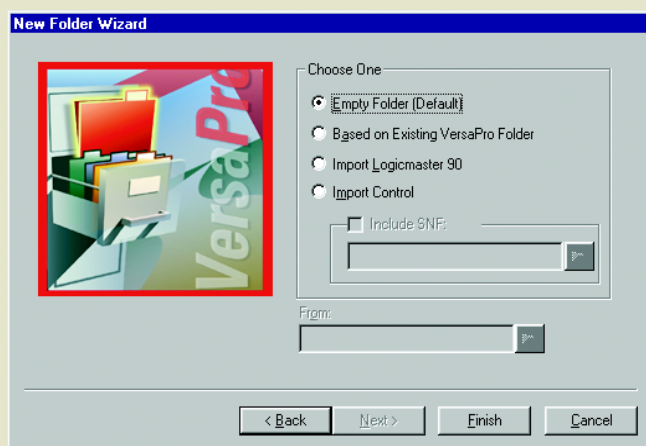 New Folder Wizard
VersaPro
Choose One
Empty Folder (Default)
Based on Existing VersaPro Folder
Import Logicmaster 90
Import Control
Include SNF:
From:
< Back
Next >
Finish
Cancel